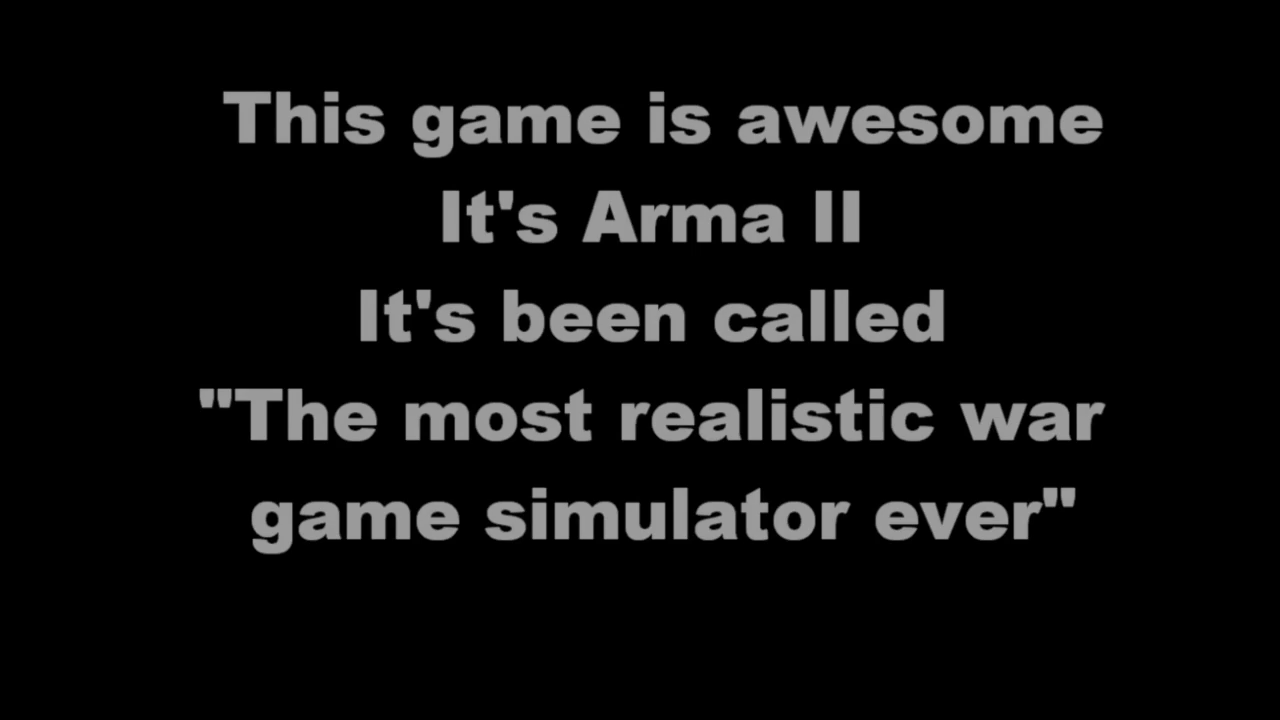 This game is awesome
It's Arma II
It's been called
"The most realistic war
game simulator ever"